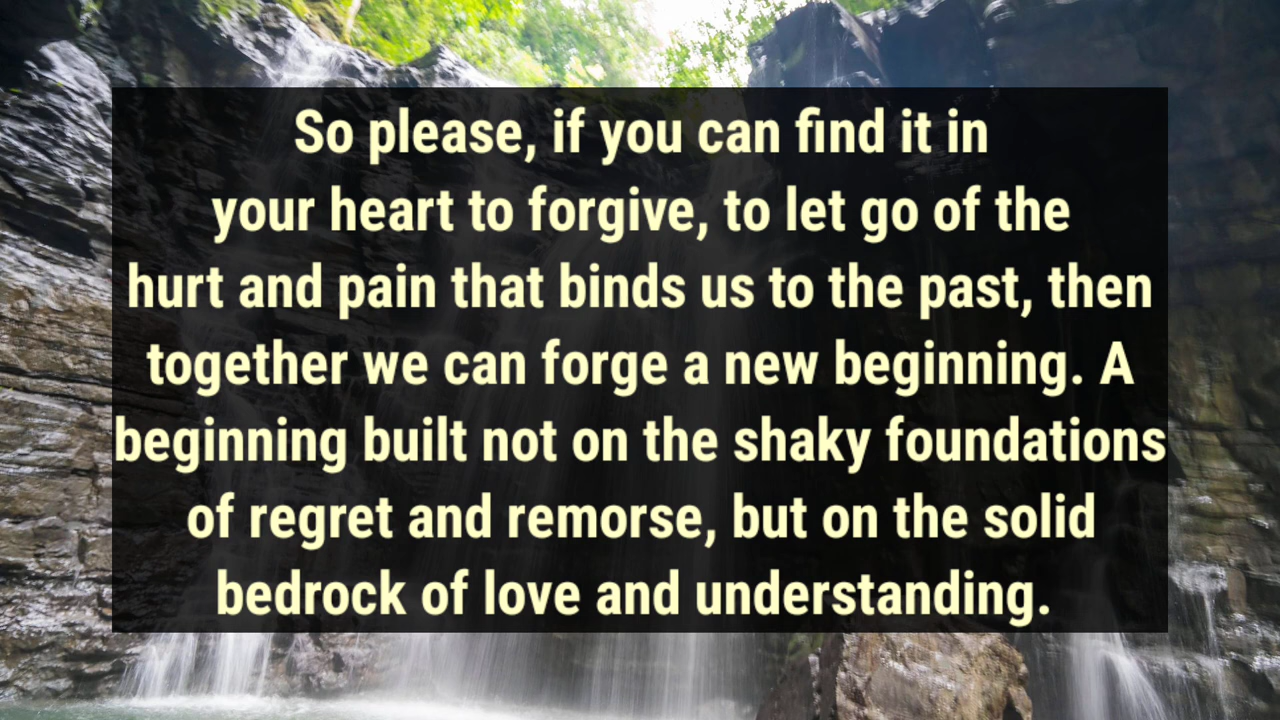 So please, if you can find it in
your heart to forgive, to let go of the
hurt and pain that binds us to the past, then
together we can forge a new beginning. A
beginning built not on the shaky foundations
of regret and remorse, but on the solid
bedrock of love and understanding.